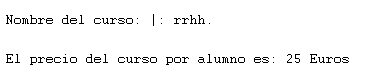 Nombre del curso: |: rrhh.
El precio del curso por alumno es: 25 Euros